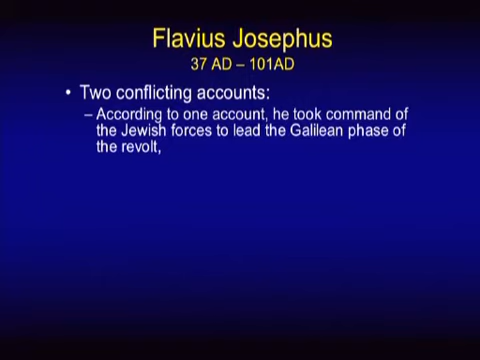 Flavius Josephus
37 AD – 101AD
• Two conflicting accounts:
– According to one account, he took command of
the Jewish forces to lead the Galilean phase of
the revolt,